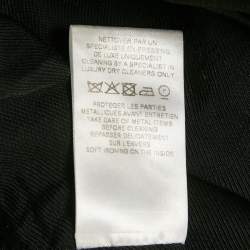 NETTOYER PAR UN
SPECIALISTE EN PRESSING
DE LUXE UNIQUEMENT
CLEANING BY A SPECIALIST IN
LUXURY DRY CLEANERS ONLY
PROTEGER LES PARTIES
METALLIQUES AVANT ENTRETIEN
TAKE CARE OF METAL ITEMS
BEFORE CLEANING
REPASSER DELICATEMENT
SUR L'ENVERS
SOFT IRONING ON THE INSIDE